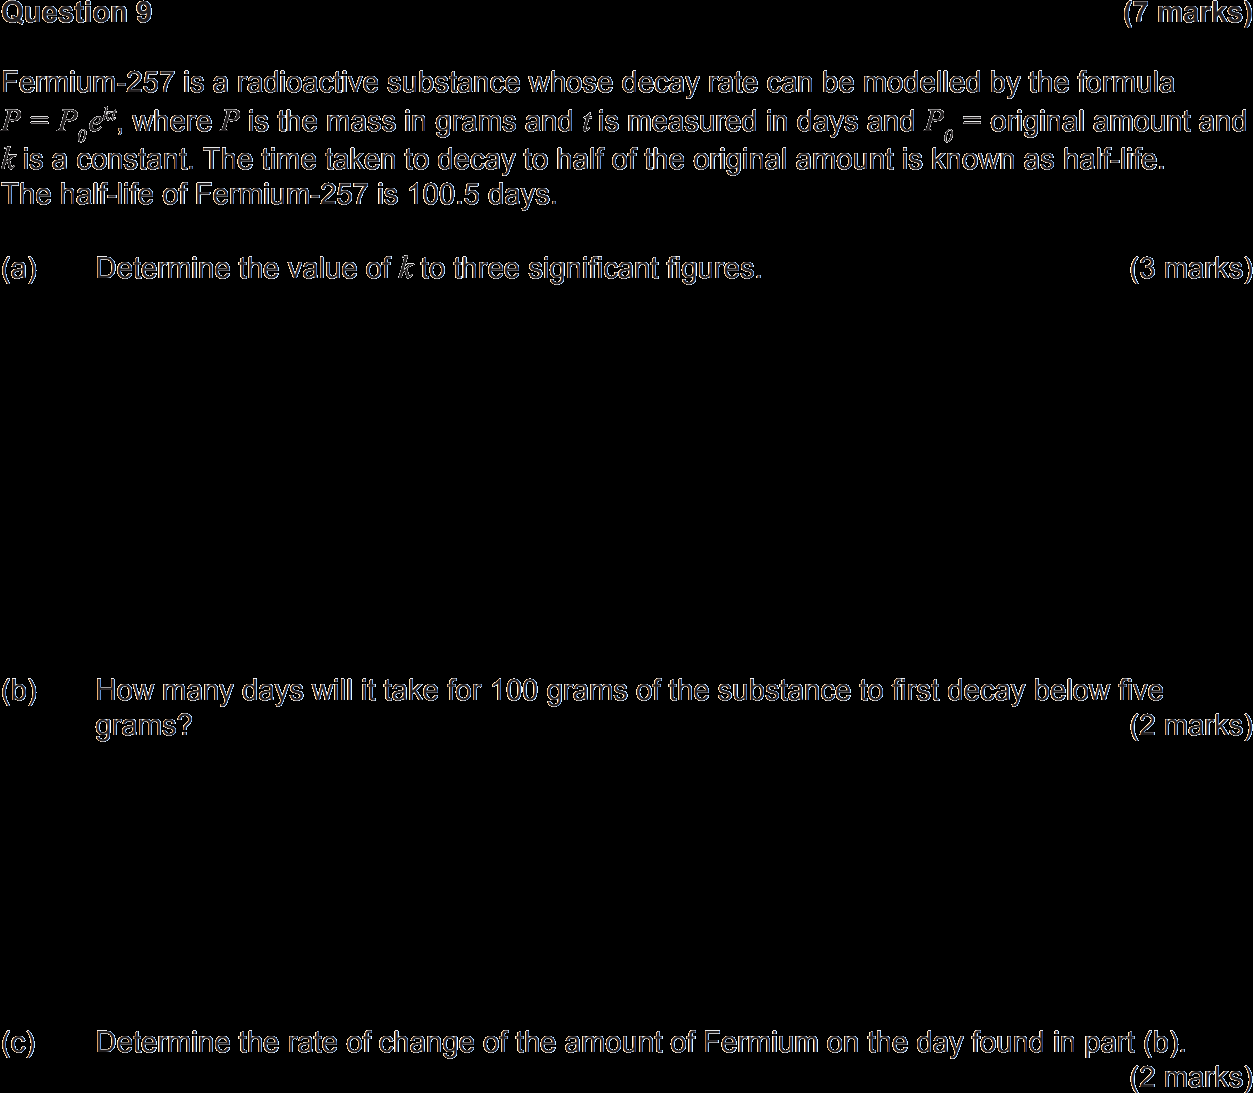 Question 9 (7 marks)
Fermium-257 is a radioactive substance whose decay rate can be modelled by the formula
P = P₀eᵏᵗ, where P is the mass in grams and t is measured in days and P₀ = original amount and
k is a constant. The time taken to decay to half of the original amount is known as half-life.
The half-life of Fermium-257 is 100.5 days.
(a) Determine the value of k to three significant figures. (3 marks)
(b) How many days will it take for 100 grams of the substance to first decay below five
grams? (2 marks)
(c) Determine the rate of change of the amount of Fermium on the day found in part (b).
(2 marks)